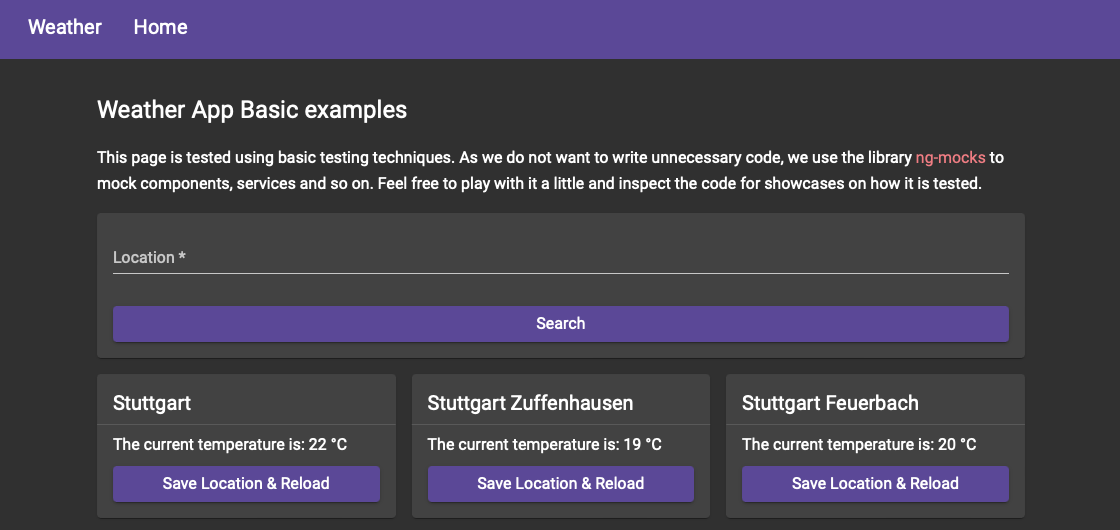 Weather Home
Weather App Basic examples
This page is tested using basic testing techniques. As we do not want to write unnecessary code, we use the library ng-mocks to
mock components, services and so on. Feel free to play with it a little and inspect the code for showcases on how it is tested.
Location *
Search
Stuttgart
The current temperature is: 22 °C
Save Location & Reload
Stuttgart Zuffenhausen
The current temperature is: 19 °C
Save Location & Reload
Stuttgart Feuerbach
The current temperature is: 20 °C
Save Location & Reload